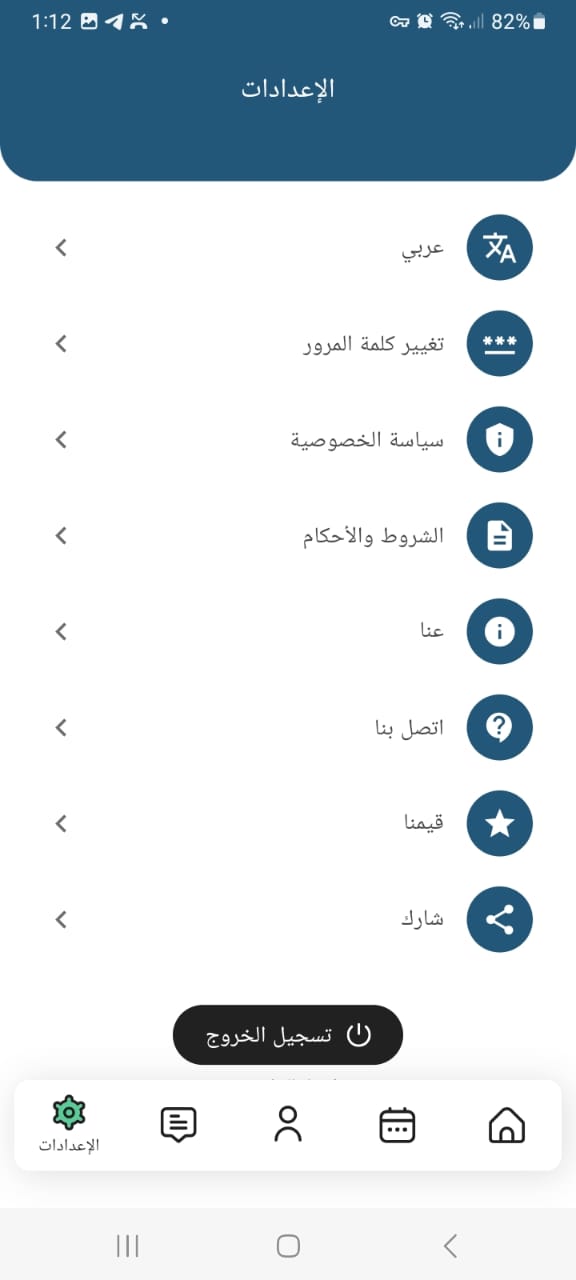 1:12
82%
الإعدادات
عربي
تغيير كلمة المرور
سياسة الخصوصية
الشروط والأحكام
عنا
اتصل بنا
قيمنا
شارك
تسجيل الخروج
الإعدادات